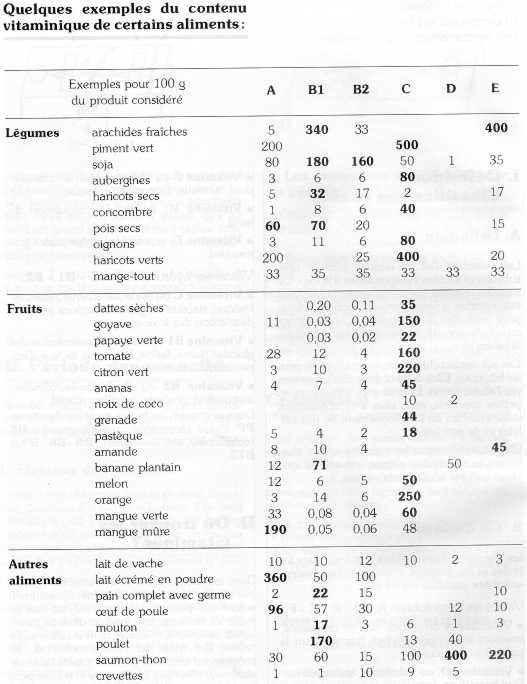 Quelques exemples du contenu
vitaminique de certains aliments :
Exemples pour 100 g
du produit considéré A B1 B2 C D E
Légumes arachides fraîches 5 340 33 400
piment vert 200 500
soja 80 180 160 50 1 35
aubergines 3 6 6 80
haricots secs 5 32 17 2 17
concombre 1 8 6 40
pois secs 60 70 20 15
oignons 3 11 6 80
haricots verts 200 25 400 20
mange-tout 33 35 35 33 33 33
Fruits dattes sèches 0,20 0,11 35
goyave 11 0,03 0,04 150
papaye verte 0,03 0,02 22
tomate 28 12 4 160
citron vert 3 10 3 220
ananas 4 7 4 45
noix de coco 10 2
grenade 44
pastèque 5 4 2 18
amande 8 10 4 45
banane plantain 12 71 50
melon 12 6 5 50
orange 3 14 6 250
mangue verte 33 0,08 0,04 60
mangue mûre 190 0,05 0,06 48
Autres lait de vache 10 10 12 10 2 3
aliments lait écrémé en poudre 360 50 100
pain complet avec germe 2 22 15 10
œuf de poule 96 57 30 12 10
mouton 1 17 3 6 1 3
poulet 170 13 40
saumon-thon 30 60 15 100 400 220
crevettes 1 1 10 9 5